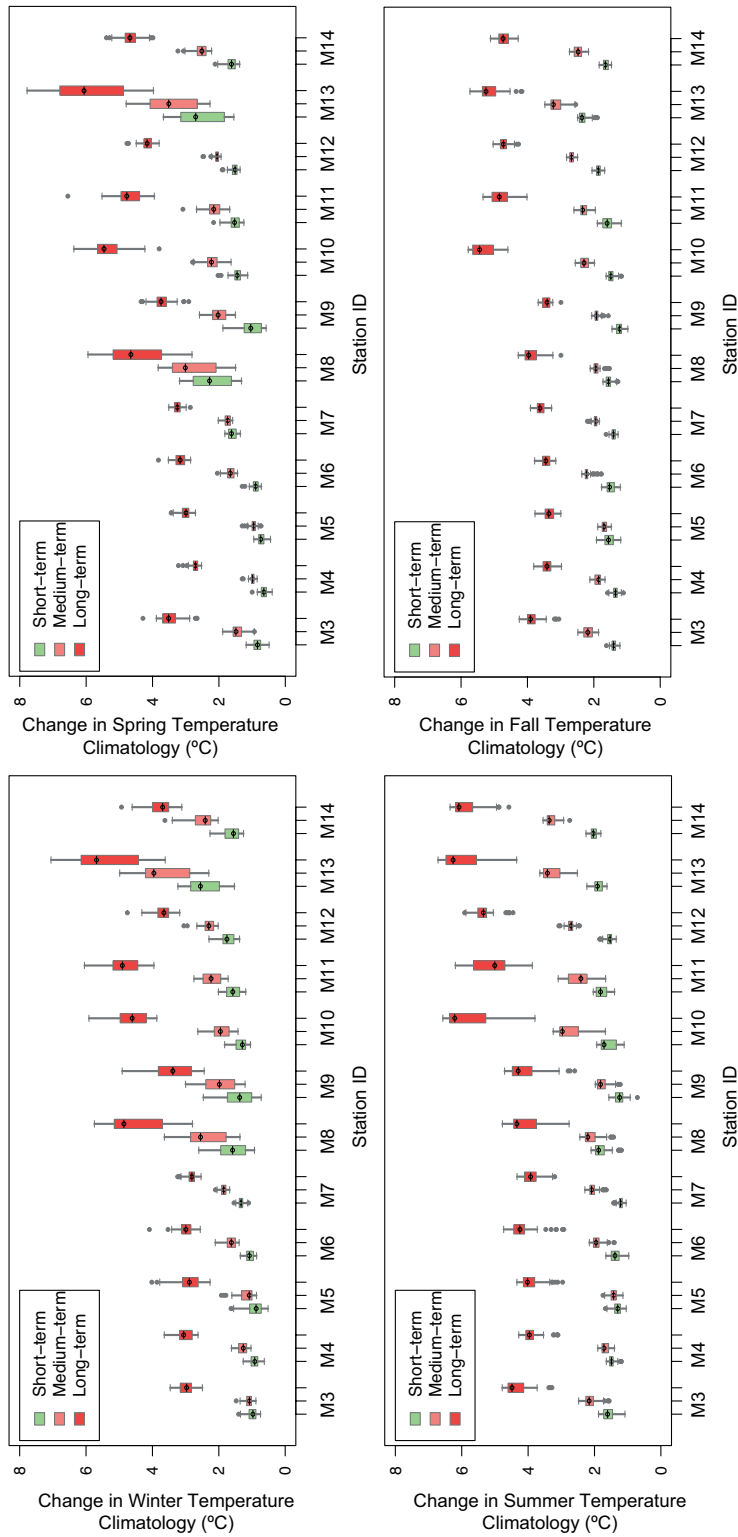 Change in Winter Temperature
Climatology (ºC)
8
6
4
2
0
Short−term
Medium−term
Long−term
M3 M4 M5 M6 M7 M8 M9 M10 M11 M12 M13 M14
Station ID
Change in Spring Temperature
Climatology (ºC)
8
6
4
2
0
Short−term
Medium−term
Long−term
M3 M4 M5 M6 M7 M8 M9 M10 M11 M12 M13 M14
Station ID
Change in Summer Temperature
Climatology (ºC)
8
6
4
2
0
Short−term
Medium−term
Long−term
M3 M4 M5 M6 M7 M8 M9 M10 M11 M12 M13 M14
Station ID
Change in Fall Temperature
Climatology (ºC)
8
6
4
2
0
Short−term
Medium−term
Long−term
M3 M4 M5 M6 M7 M8 M9 M10 M11 M12 M13 M14
Station ID